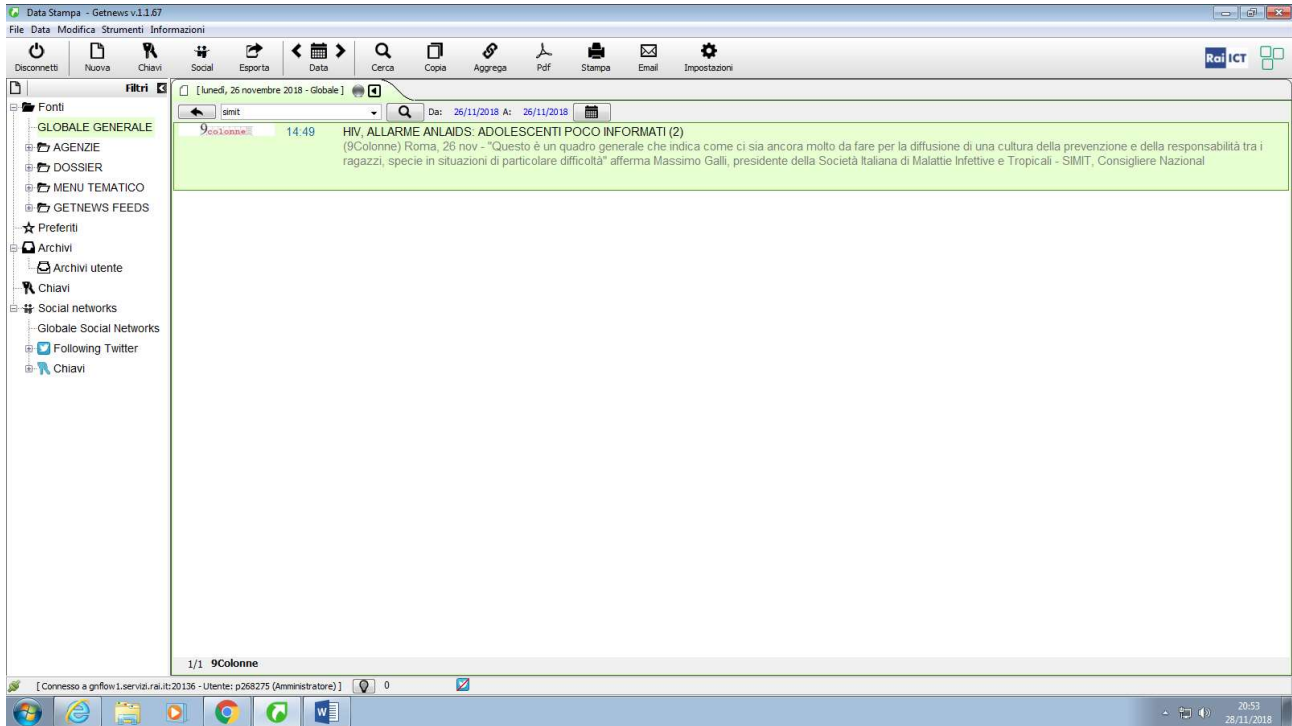 Data Stampa - Getnews v.1.1.67
File Data Modifica Strumenti Informazioni
Disconnetti Nuova Chiavi Social Esporta Data Cerca Copia Aggrega Pdf Stampa Email Impostazioni
Rai ICT
Filtri
[ lunedì, 26 novembre 2018 - Globale ]
simit Da: 26/11/2018 A: 26/11/2018
Fonti
GLOBALE GENERALE
AGENZIE
DOSSIER
MENU TEMATICO
GETNEWS FEEDS
Preferiti
Archivi
Archivi utente
Chiavi
Social networks
Globale Social Networks
Following Twitter
Chiavi
9colonne 14:49 HIV, ALLARME ANLAIDS: ADOLESCENTI POCO INFORMATI (2)
(9Colonne) Roma, 26 nov - "Questo è un quadro generale che indica come ci sia ancora molto da fare per la diffusione di una cultura della prevenzione e della responsabilità tra i
ragazzi, specie in situazioni di particolare difficoltà" afferma Massimo Galli, presidente della Società Italiana di Malattie Infettive e Tropicali - SIMIT, Consigliere Nazional
1/1 9Colonne
[ Connesso a gnflow1.servizi.rai.it:20136 - Utente: p268275 (Amministratore) ] 0
20:53
28/11/2018